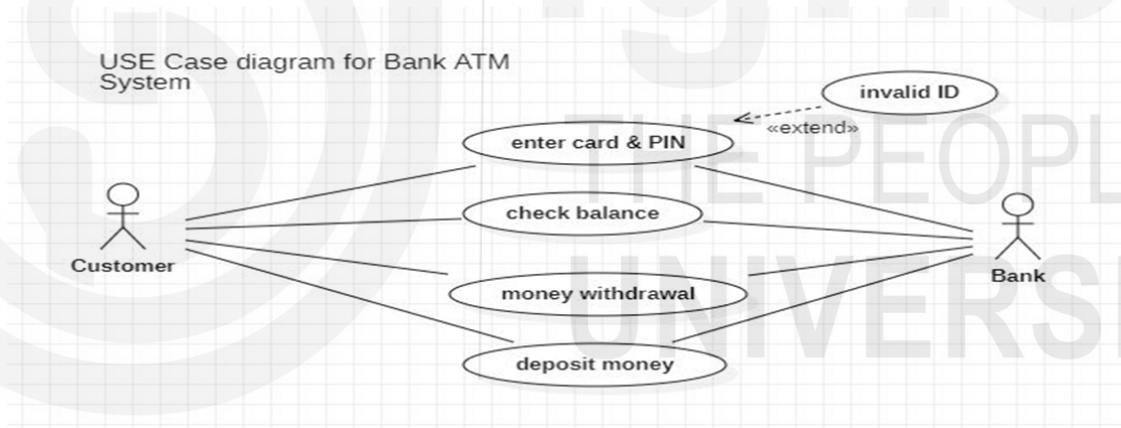 USE Case diagram for Bank ATM
System
invalid ID
«extend»
enter card & PIN
check balance
Customer
Bank
money withdrawal
deposit money
THE PEOPL
UNIVERS